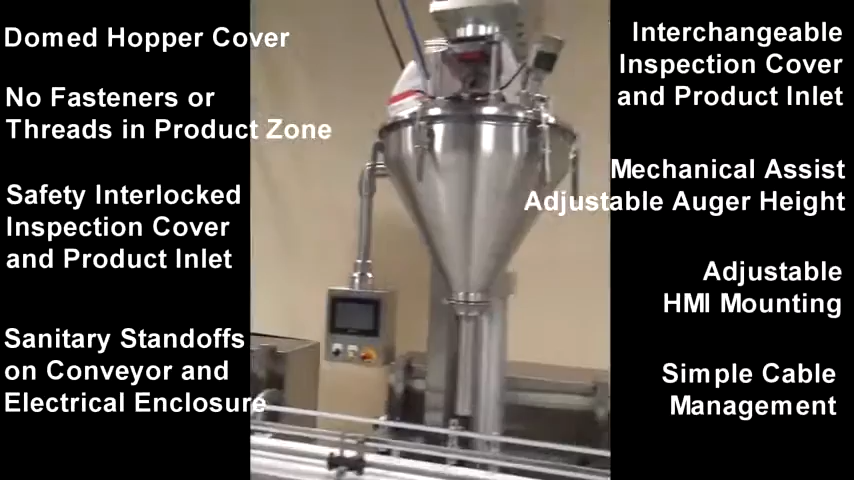 Domed Hopper Cover
No Fasteners or
Threads in Product Zone
Safety Interlocked
Inspection Cover
and Product Inlet
Sanitary Standoffs
on Conveyor and
Electrical Enclosure
Interchangeable
Inspection Cover
and Product Inlet
Mechanical Assist
Adjustable Auger Height
Adjustable
HMI Mounting
Simple Cable
Management